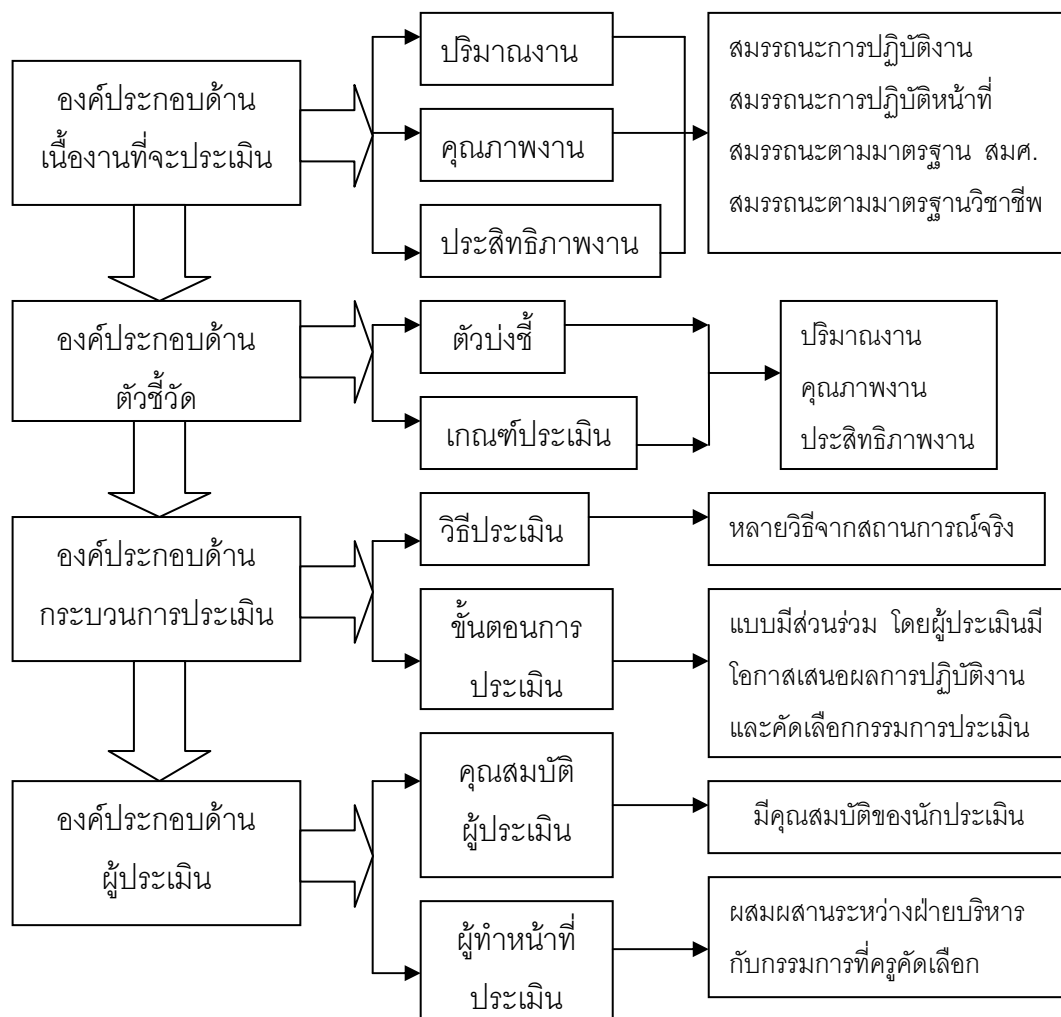 องค์ประกอบด้าน
เนื้องานที่จะประเมิน
ปริมาณงาน
คุณภาพงาน
ประสิทธิภาพงาน
สมรรถนะการปฏิบัติงาน
สมรรถนะการปฏิบัติหน้าที่
สมรรถนะตามมาตรฐาน สมศ.
สมรรถนะตามมาตรฐานวิชาชีพ
องค์ประกอบด้าน
ตัวชี้วัด
ตัวบ่งชี้
เกณฑ์ประเมิน
ปริมาณงาน
คุณภาพงาน
ประสิทธิภาพงาน
องค์ประกอบด้าน
กระบวนการประเมิน
วิธีประเมิน
หลายวิธีจากสถานการณ์จริง
ขั้นตอนการ
ประเมิน
แบบมีส่วนร่วม โดยผู้ประเมินมี
โอกาสเสนอผลการปฏิบัติงาน
และคัดเลือกกรรมการประเมิน
องค์ประกอบด้าน
ผู้ประเมิน
คุณสมบัติ
ผู้ประเมิน
มีคุณสมบัติของนักประเมิน
ผู้ทำหน้าที่
ประเมิน
ผสมผสานระหว่างฝ่ายบริหาร
กับกรรมการที่ครูคัดเลือก